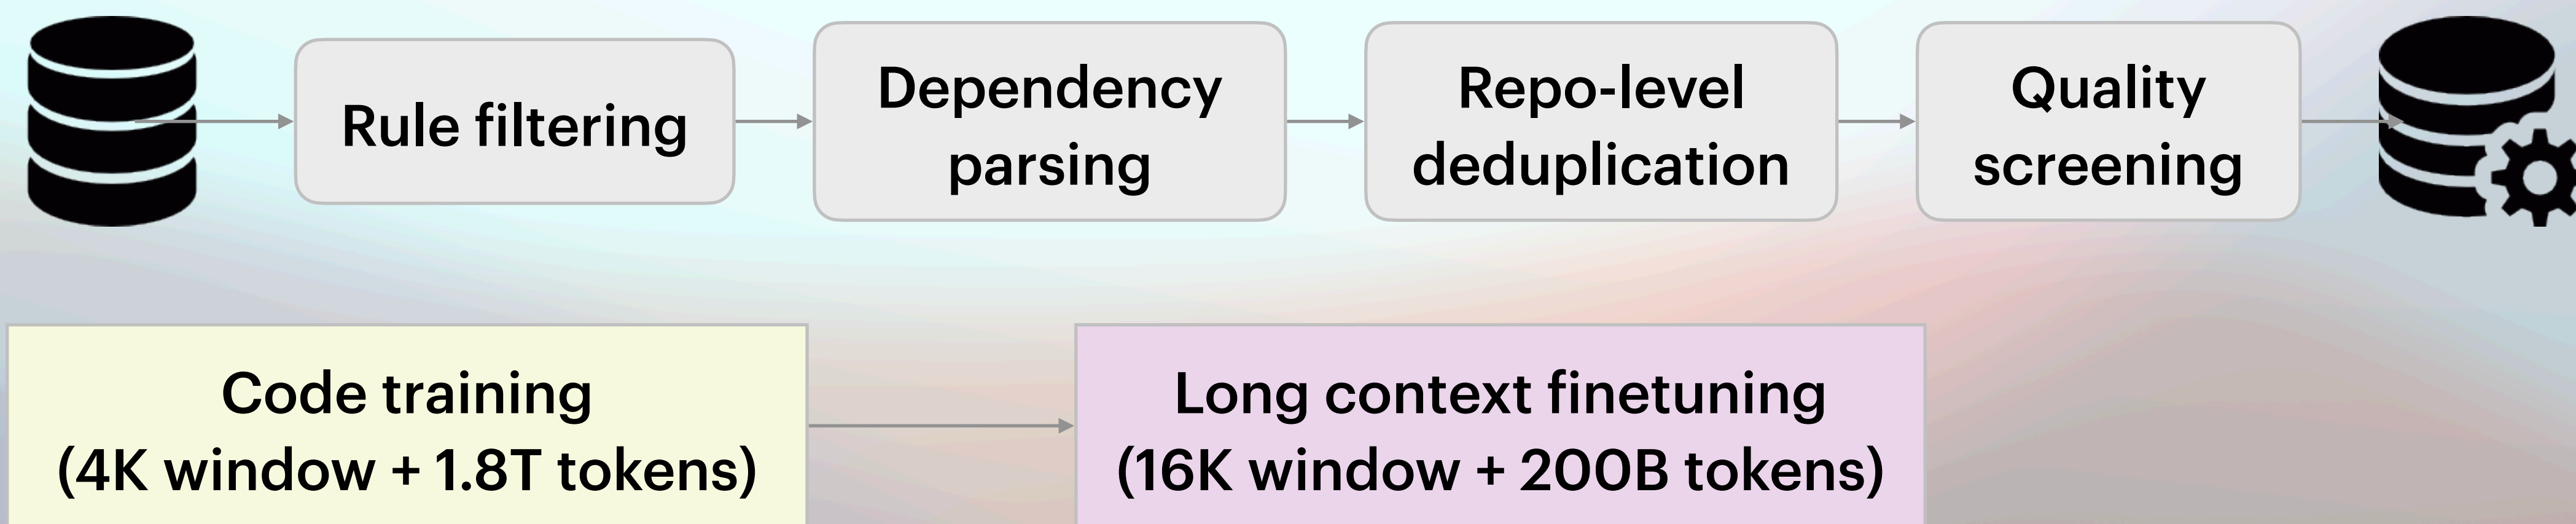 Rule filtering
Dependency
parsing
Repo-level
deduplication
Quality
screening
Code training
(4K window + 1.8T tokens)
Long context finetuning
(16K window + 200B tokens)